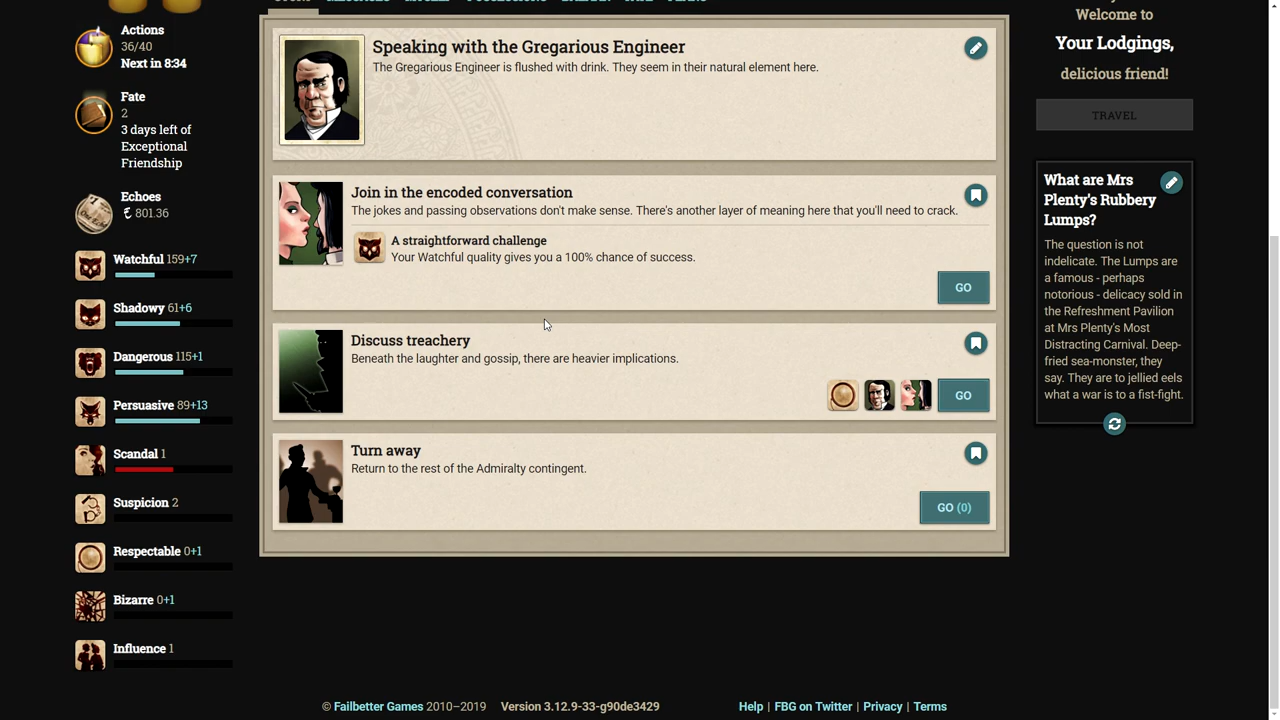 Actions
36/40
Next in 8:34
Fate
2
3 days left of
Exceptional
Friendship
Echoes
801.36
Watchful 159+7
Shadowy 61+6
Dangerous 115+1
Persuasive 89+13
Scandal 1
Suspicion 2
Respectable 0+1
Bizarre 0+1
Influence 1
Speaking with the Gregarious Engineer
The Gregarious Engineer is flushed with drink. They seem in their natural element here.
Join in the encoded conversation
The jokes and passing observations don't make sense. There's another layer of meaning here that you'll need to crack.
A straightforward challenge
Your Watchful quality gives you a 100% chance of success.
GO
Discuss treachery
Beneath the laughter and gossip, there are heavier implications.
GO
Turn away
Return to the rest of the Admiralty contingent.
GO (0)
Welcome to
Your Lodgings,
delicious friend!
TRAVEL
What are Mrs
Plenty's Rubbery
Lumps?
The question is not
indelicate. The Lumps are
a famous - perhaps
notorious - delicacy sold in
the Refreshment Pavilion
at Mrs Plenty's Most
Distracting Carnival. Deep-
fried sea-monster, they
say. They are to jellied eels
what a war is to a fist-fight.
© Failbetter Games 2010–2019 Version 3.12.9-33-g90de3429
Help | FBG on Twitter | Privacy | Terms